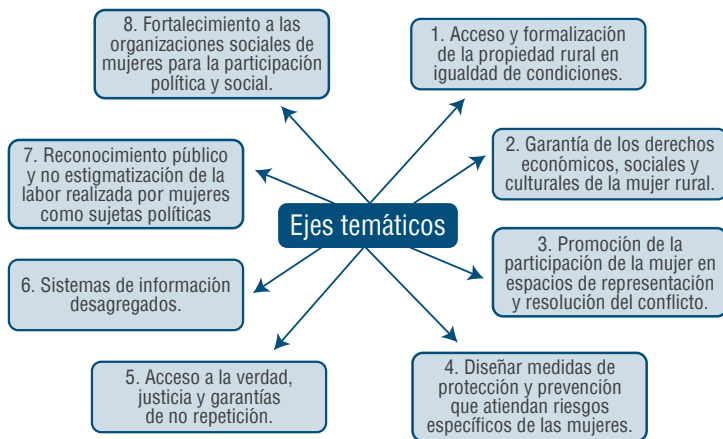 Ejes temáticos
1. Acceso y formalización
de la propiedad rural en
igualdad de condiciones.
2. Garantía de los derechos
económicos, sociales y
culturales de la mujer rural.
3. Promoción de la
participación de la mujer en
espacios de representación
y resolución del conflicto.
4. Diseñar medidas de
protección y prevención
que atiendan riesgos
específicos de las mujeres.
5. Acceso a la verdad,
justicia y garantías
de no repetición.
6. Sistemas de información
desagregados.
7. Reconocimiento público
y no estigmatización de la
labor realizada por mujeres
como sujetas políticas
8. Fortalecimiento a las
organizaciones sociales de
mujeres para la participación
política y social.